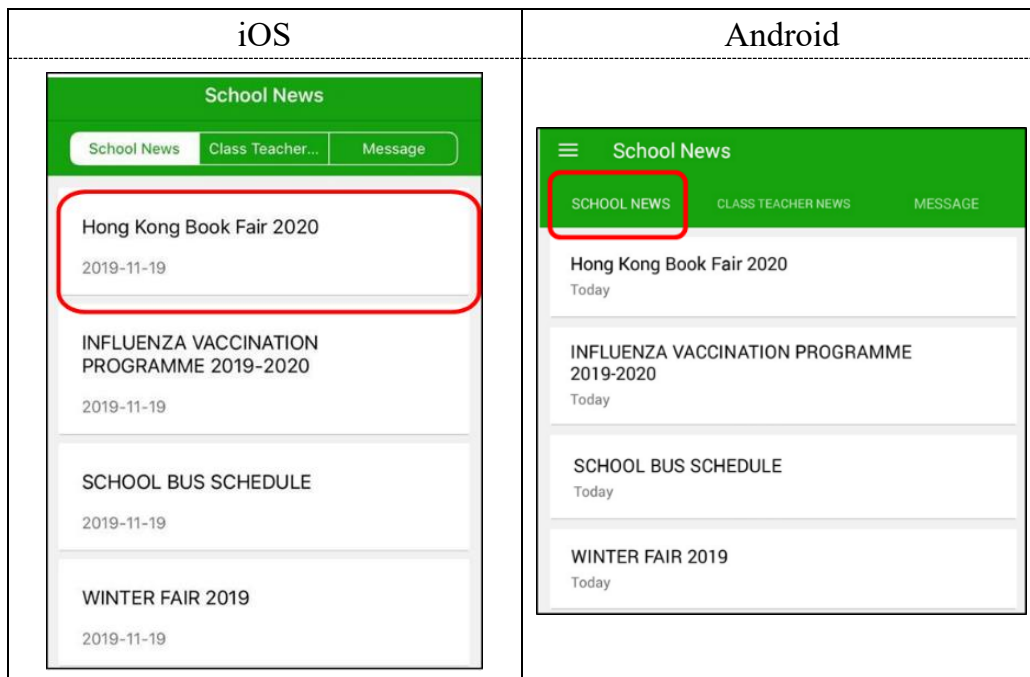 iOS
Android
School News
School News Class Teacher... Message
Hong Kong Book Fair 2020
2019-11-19
INFLUENZA VACCINATION
PROGRAMME 2019-2020
2019-11-19
SCHOOL BUS SCHEDULE
2019-11-19
WINTER FAIR 2019
2019-11-19
School News
SCHOOL NEWS CLASS TEACHER NEWS MESSAGE
Hong Kong Book Fair 2020
Today
INFLUENZA VACCINATION PROGRAMME
2019-2020
Today
SCHOOL BUS SCHEDULE
Today
WINTER FAIR 2019
Today